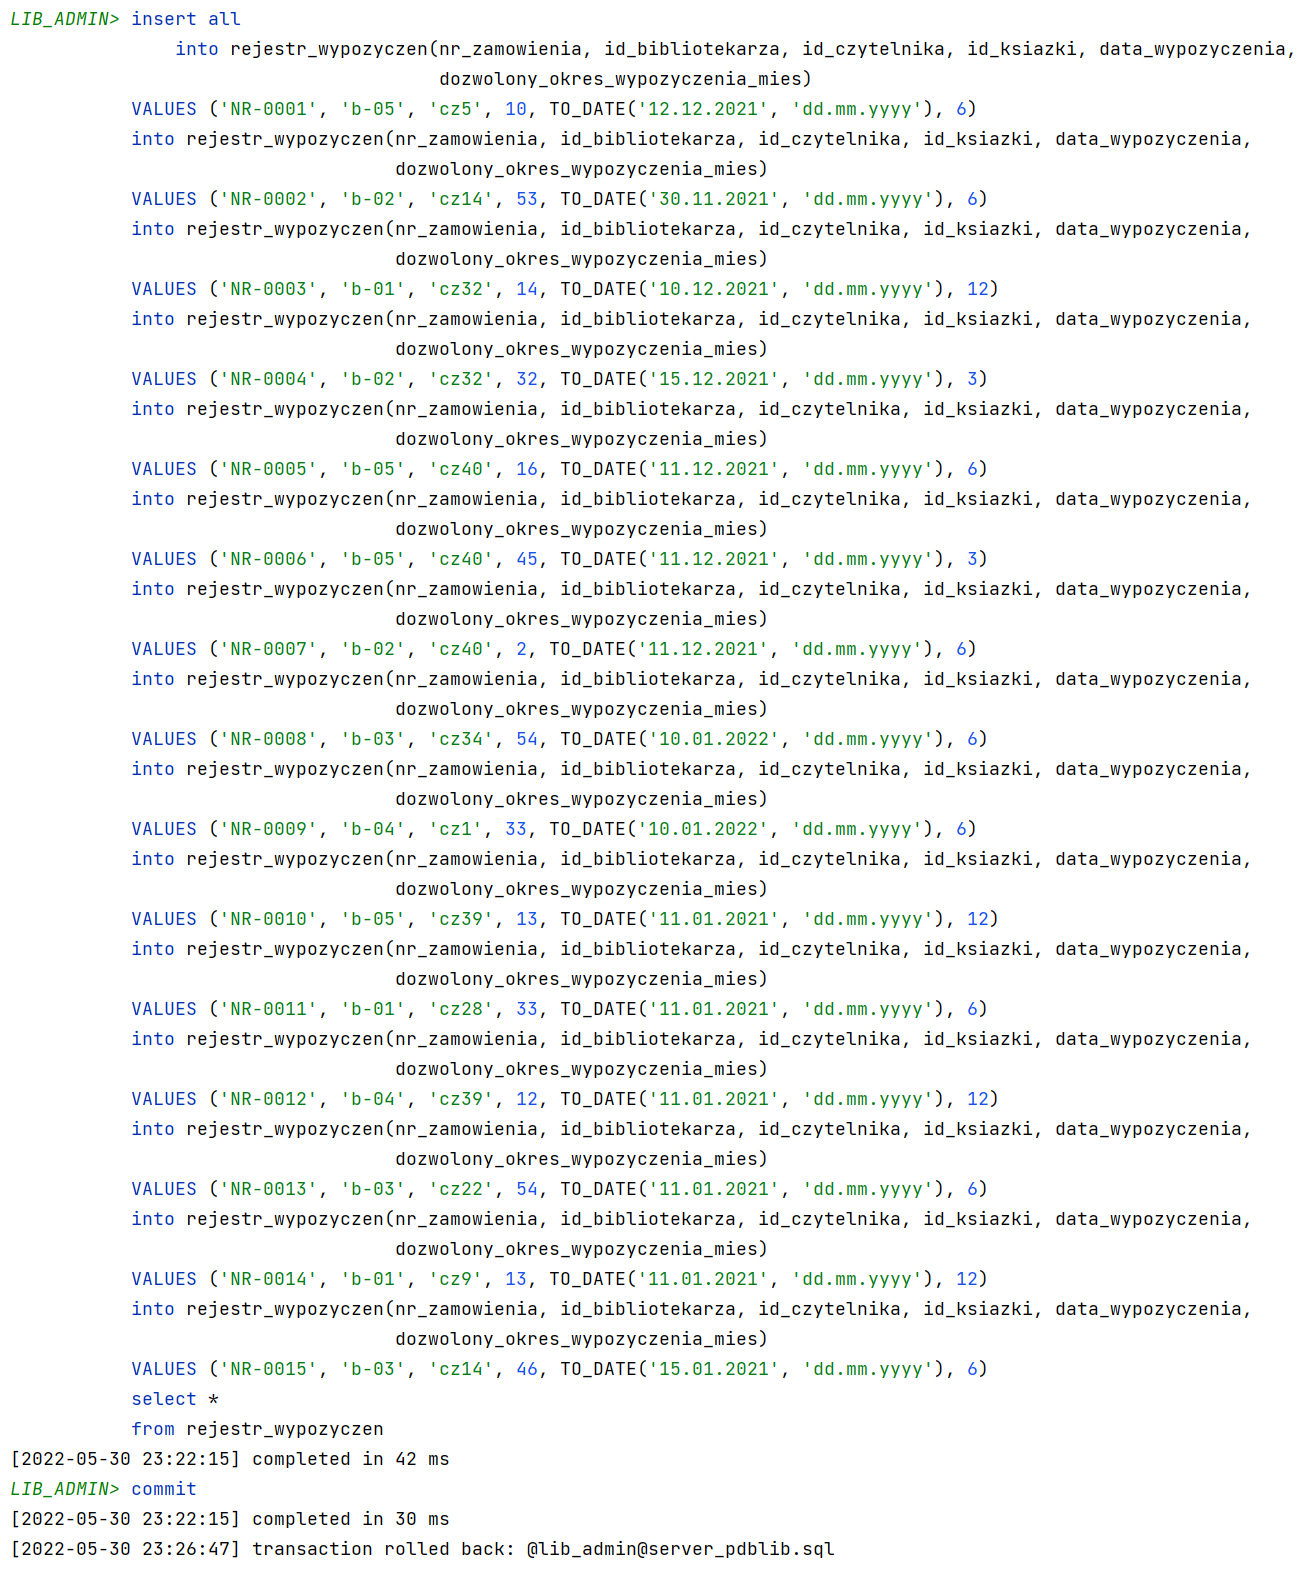 LIB_ADMIN> insert all
into rejestr_wypozyczen(nr_zamowienia, id_bibliotekarza, id_czytelnika, id_ksiazki, data_wypozyczenia,
dozwolony_okres_wypozyczenia_mies)
VALUES ('NR-0001', 'b-05', 'cz5', 10, TO_DATE('12.12.2021', 'dd.mm.yyyy'), 6)
into rejestr_wypozyczen(nr_zamowienia, id_bibliotekarza, id_czytelnika, id_ksiazki, data_wypozyczenia,
dozwolony_okres_wypozyczenia_mies)
VALUES ('NR-0002', 'b-02', 'cz14', 53, TO_DATE('30.11.2021', 'dd.mm.yyyy'), 6)
into rejestr_wypozyczen(nr_zamowienia, id_bibliotekarza, id_czytelnika, id_ksiazki, data_wypozyczenia,
dozwolony_okres_wypozyczenia_mies)
VALUES ('NR-0003', 'b-01', 'cz32', 14, TO_DATE('10.12.2021', 'dd.mm.yyyy'), 12)
into rejestr_wypozyczen(nr_zamowienia, id_bibliotekarza, id_czytelnika, id_ksiazki, data_wypozyczenia,
dozwolony_okres_wypozyczenia_mies)
VALUES ('NR-0004', 'b-02', 'cz32', 32, TO_DATE('15.12.2021', 'dd.mm.yyyy'), 3)
into rejestr_wypozyczen(nr_zamowienia, id_bibliotekarza, id_czytelnika, id_ksiazki, data_wypozyczenia,
dozwolony_okres_wypozyczenia_mies)
VALUES ('NR-0005', 'b-05', 'cz40', 16, TO_DATE('11.12.2021', 'dd.mm.yyyy'), 6)
into rejestr_wypozyczen(nr_zamowienia, id_bibliotekarza, id_czytelnika, id_ksiazki, data_wypozyczenia,
dozwolony_okres_wypozyczenia_mies)
VALUES ('NR-0006', 'b-05', 'cz40', 45, TO_DATE('11.12.2021', 'dd.mm.yyyy'), 3)
into rejestr_wypozyczen(nr_zamowienia, id_bibliotekarza, id_czytelnika, id_ksiazki, data_wypozyczenia,
dozwolony_okres_wypozyczenia_mies)
VALUES ('NR-0007', 'b-02', 'cz40', 2, TO_DATE('11.12.2021', 'dd.mm.yyyy'), 6)
into rejestr_wypozyczen(nr_zamowienia, id_bibliotekarza, id_czytelnika, id_ksiazki, data_wypozyczenia,
dozwolony_okres_wypozyczenia_mies)
VALUES ('NR-0008', 'b-03', 'cz34', 54, TO_DATE('10.01.2022', 'dd.mm.yyyy'), 6)
into rejestr_wypozyczen(nr_zamowienia, id_bibliotekarza, id_czytelnika, id_ksiazki, data_wypozyczenia,
dozwolony_okres_wypozyczenia_mies)
VALUES ('NR-0009', 'b-04', 'cz1', 33, TO_DATE('10.01.2022', 'dd.mm.yyyy'), 6)
into rejestr_wypozyczen(nr_zamowienia, id_bibliotekarza, id_czytelnika, id_ksiazki, data_wypozyczenia,
dozwolony_okres_wypozyczenia_mies)
VALUES ('NR-0010', 'b-05', 'cz39', 13, TO_DATE('11.01.2021', 'dd.mm.yyyy'), 12)
into rejestr_wypozyczen(nr_zamowienia, id_bibliotekarza, id_czytelnika, id_ksiazki, data_wypozyczenia,
dozwolony_okres_wypozyczenia_mies)
VALUES ('NR-0011', 'b-01', 'cz28', 33, TO_DATE('11.01.2021', 'dd.mm.yyyy'), 6)
into rejestr_wypozyczen(nr_zamowienia, id_bibliotekarza, id_czytelnika, id_ksiazki, data_wypozyczenia,
dozwolony_okres_wypozyczenia_mies)
VALUES ('NR-0012', 'b-04', 'cz39', 12, TO_DATE('11.01.2021', 'dd.mm.yyyy'), 12)
into rejestr_wypozyczen(nr_zamowienia, id_bibliotekarza, id_czytelnika, id_ksiazki, data_wypozyczenia,
dozwolony_okres_wypozyczenia_mies)
VALUES ('NR-0013', 'b-03', 'cz22', 54, TO_DATE('11.01.2021', 'dd.mm.yyyy'), 6)
into rejestr_wypozyczen(nr_zamowienia, id_bibliotekarza, id_czytelnika, id_ksiazki, data_wypozyczenia,
dozwolony_okres_wypozyczenia_mies)
VALUES ('NR-0014', 'b-01', 'cz9', 13, TO_DATE('11.01.2021', 'dd.mm.yyyy'), 12)
into rejestr_wypozyczen(nr_zamowienia, id_bibliotekarza, id_czytelnika, id_ksiazki, data_wypozyczenia,
dozwolony_okres_wypozyczenia_mies)
VALUES ('NR-0015', 'b-03', 'cz14', 46, TO_DATE('15.01.2021', 'dd.mm.yyyy'), 6)
select *
from rejestr_wypozyczen
[2022-05-30 23:22:15] completed in 42 ms
LIB_ADMIN> commit
[2022-05-30 23:22:15] completed in 30 ms
[2022-05-30 23:26:47] transaction rolled back: @lib_admin@server_pdblib.sql